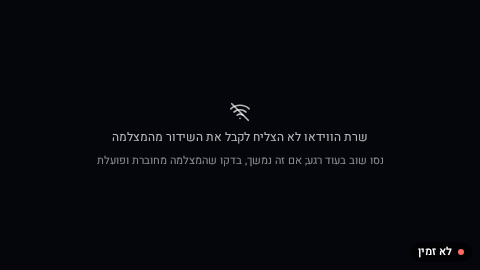 שרת הווידאו לא הצליח לקבל את השידור מהמצלמה
נסו שוב בעוד רגע; אם זה נמשך, בדקו שהמצלמה מחוברת ופועלת
לא זמין